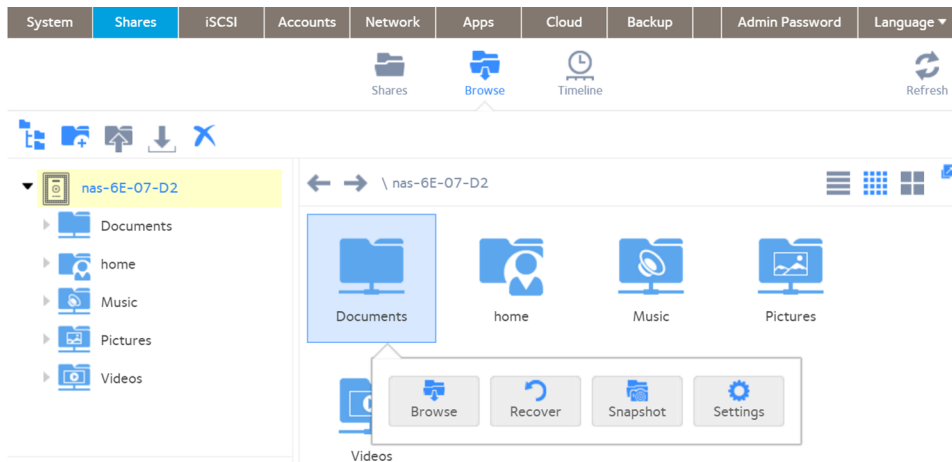 System Shares iSCSI Accounts Network Apps Cloud Backup Admin Password Language
Shares Browse Timeline Refresh
nas-6E-07-D2
Documents
home
Music
Pictures
Videos
\ nas-6E-07-D2
Documents home Music Pictures
Browse Recover Snapshot Settings
Videos